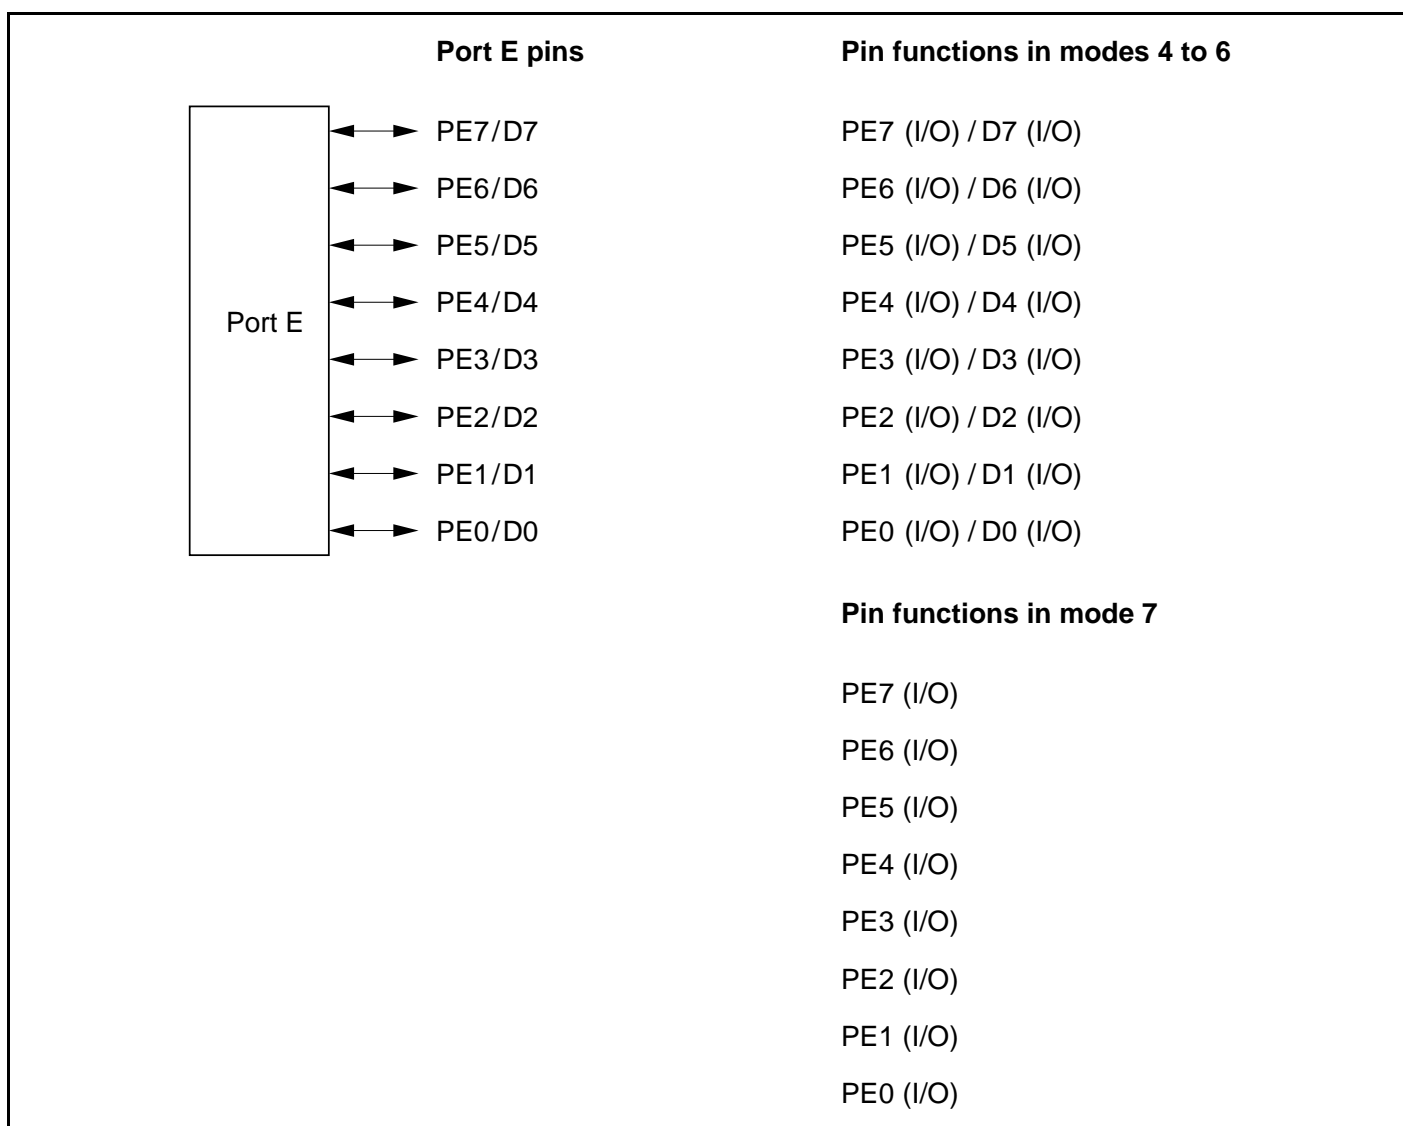 Port E pins Pin functions in modes 4 to 6
PE7/D7 PE7 (I/O) / D7 (I/O)
PE6/D6 PE6 (I/O) / D6 (I/O)
PE5/D5 PE5 (I/O) / D5 (I/O)
PE4/D4 PE4 (I/O) / D4 (I/O)
Port E
PE3/D3 PE3 (I/O) / D3 (I/O)
PE2/D2 PE2 (I/O) / D2 (I/O)
PE1/D1 PE1 (I/O) / D1 (I/O)
PE0/D0 PE0 (I/O) / D0 (I/O)
Pin functions in mode 7
PE7 (I/O)
PE6 (I/O)
PE5 (I/O)
PE4 (I/O)
PE3 (I/O)
PE2 (I/O)
PE1 (I/O)
PE0 (I/O)